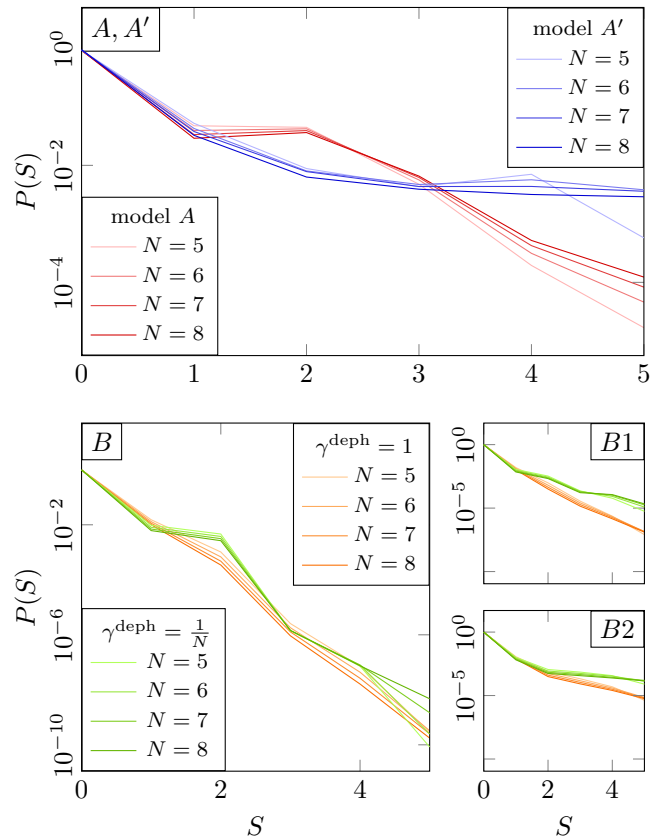 A, A′
10^0
10^−2
10^−4
P(S)
model A′
N = 5
N = 6
N = 7
N = 8
model A
N = 5
N = 6
N = 7
N = 8
0 1 2 3 4 5
B
10^−2
10^−6
10^−10
P(S)
γ^deph = 1
N = 5
N = 6
N = 7
N = 8
γ^deph = 1/N
N = 5
N = 6
N = 7
N = 8
0 2 4
S
B1
10^0
10^−5
B2
10^0
10^−5
0 2 4
S